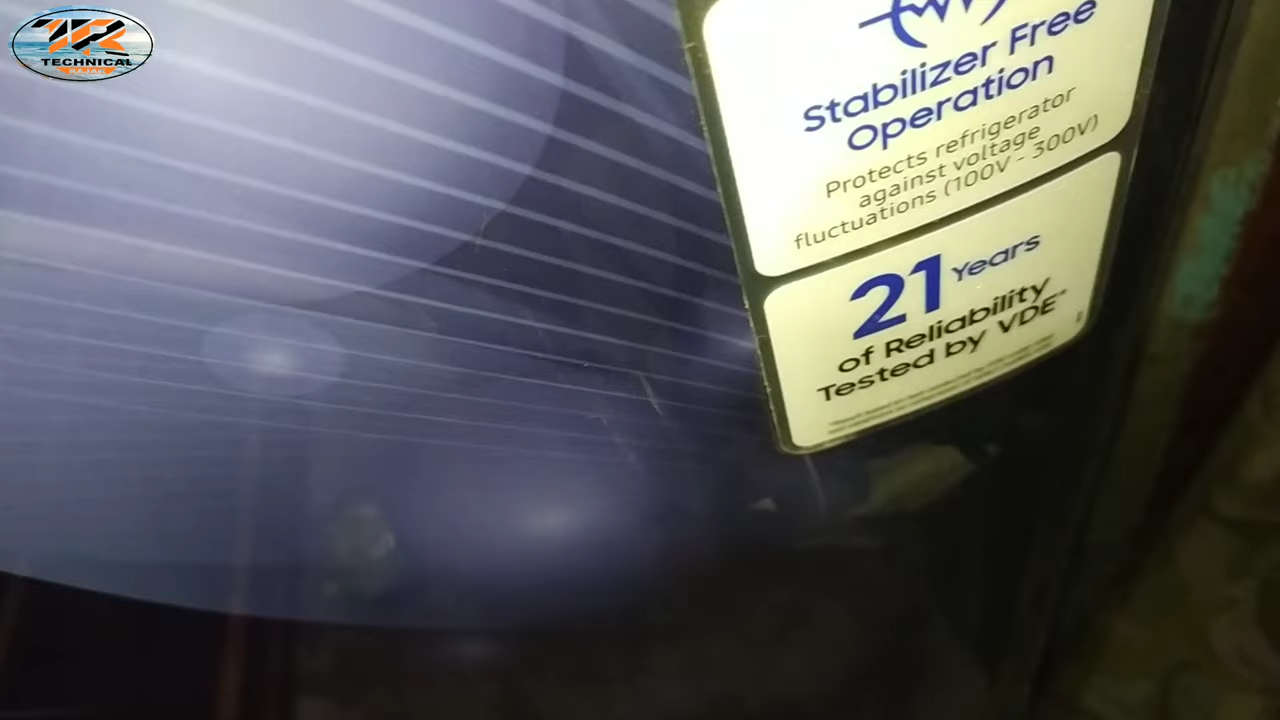 TECHNICAL
Stabilizer Free
Operation
Protects refrigerator
against voltage
fluctuations (100V - 300V)
21 Years
of Reliability
Tested by VDE